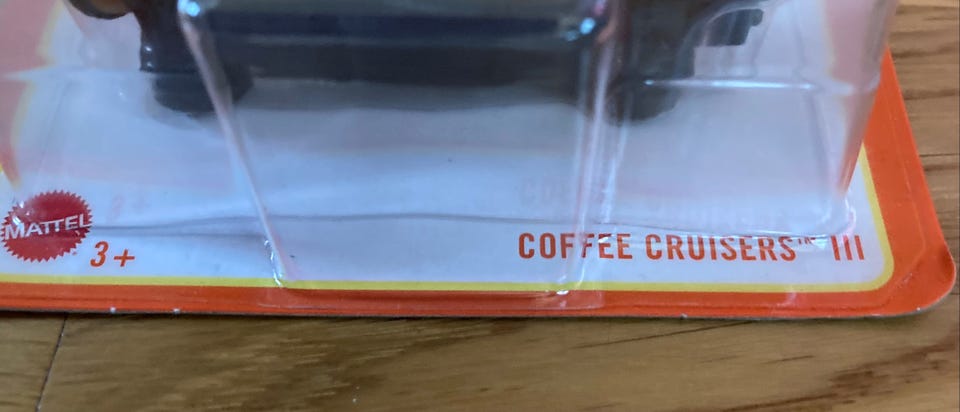 MATTEL
3+
COFFEE CRUISERS™ III